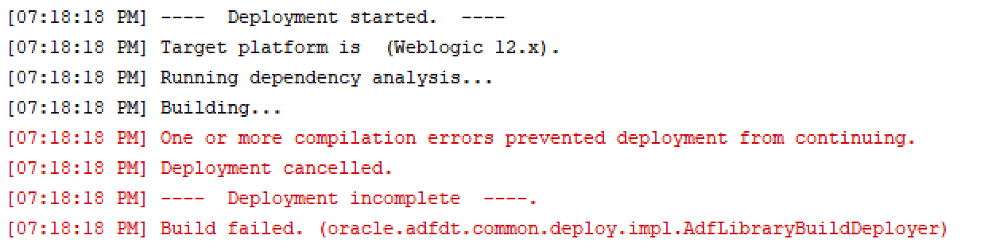 [07:18:18 PM] ----  Deployment started.  ----
[07:18:18 PM] Target platform is  (Weblogic 12.x).
[07:18:18 PM] Running dependency analysis...
[07:18:18 PM] Building...
[07:18:18 PM] One or more compilation errors prevented deployment from continuing.
[07:18:18 PM] Deployment cancelled.
[07:18:18 PM] ----  Deployment incomplete  ----.
[07:18:18 PM] Build failed. (oracle.adfdt.common.deploy.impl.AdfLibraryBuildDeployer)